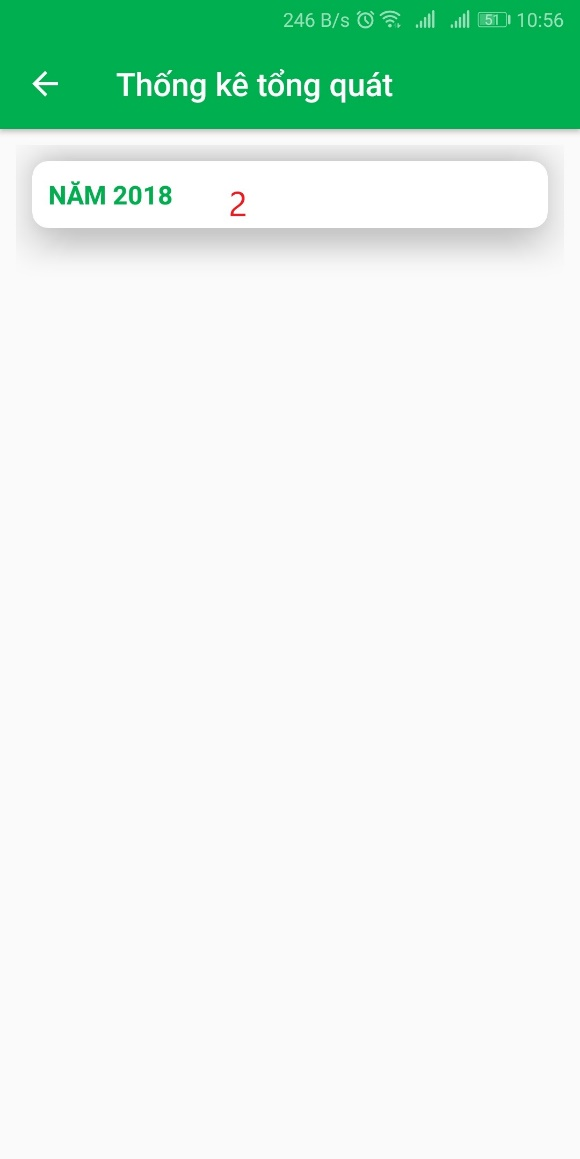 246 B/s 51 10:56
Thống kê tổng quát
NĂM 2018 2